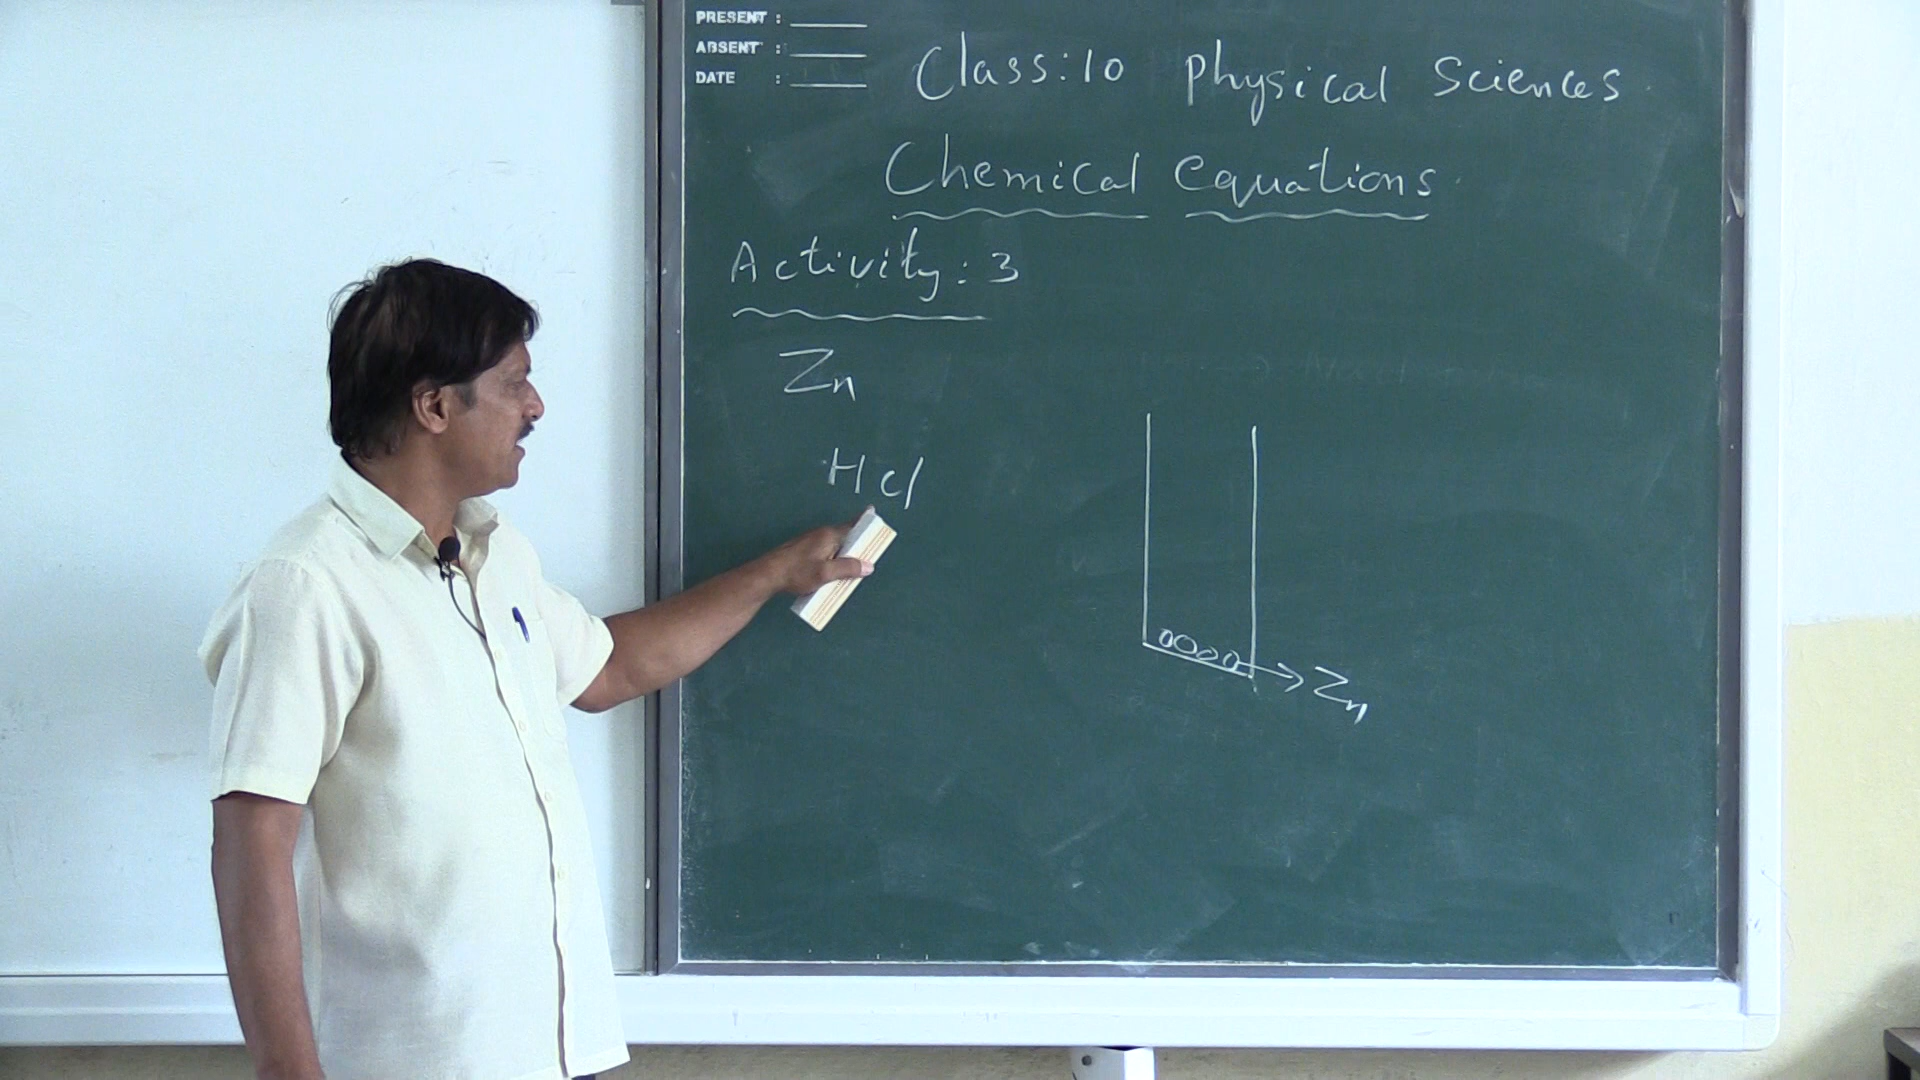 PRESENT :
ABSENT :
DATE :
Class:10 Physical Sciences
Chemical equations
Activity: 3
Zn
Hcl
Zn